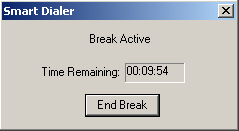 Smart Dialer
Break Active
Time Remaining: 00:09:54
End Break